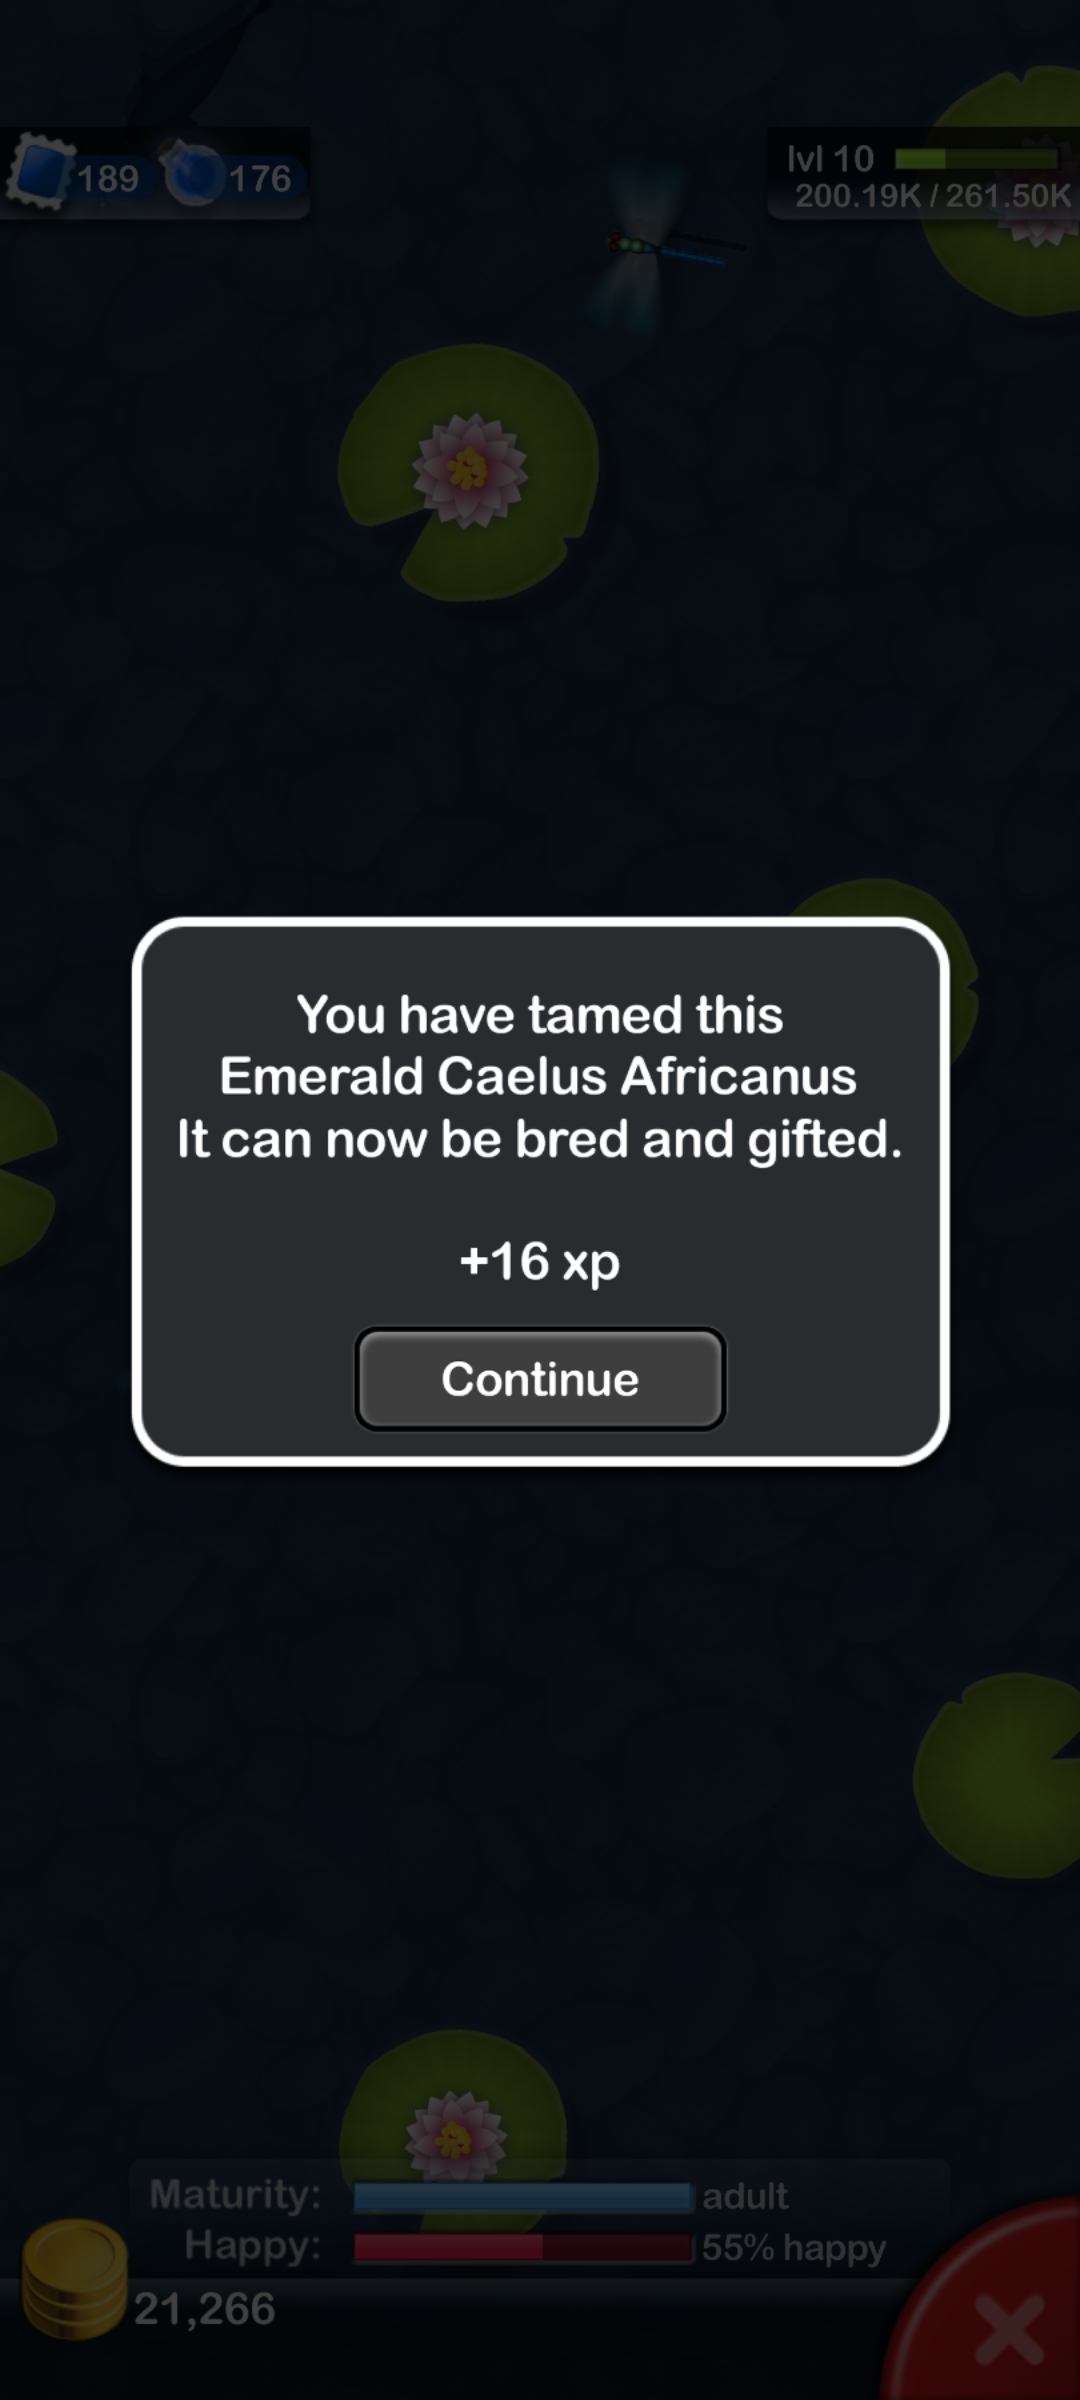 189
176
lvl 10
200.19K / 261.50K
You have tamed this
Emerald Caelus Africanus
It can now be bred and gifted.
+16 xp
Continue
Maturity:
adult
Happy:
55% happy
21,266